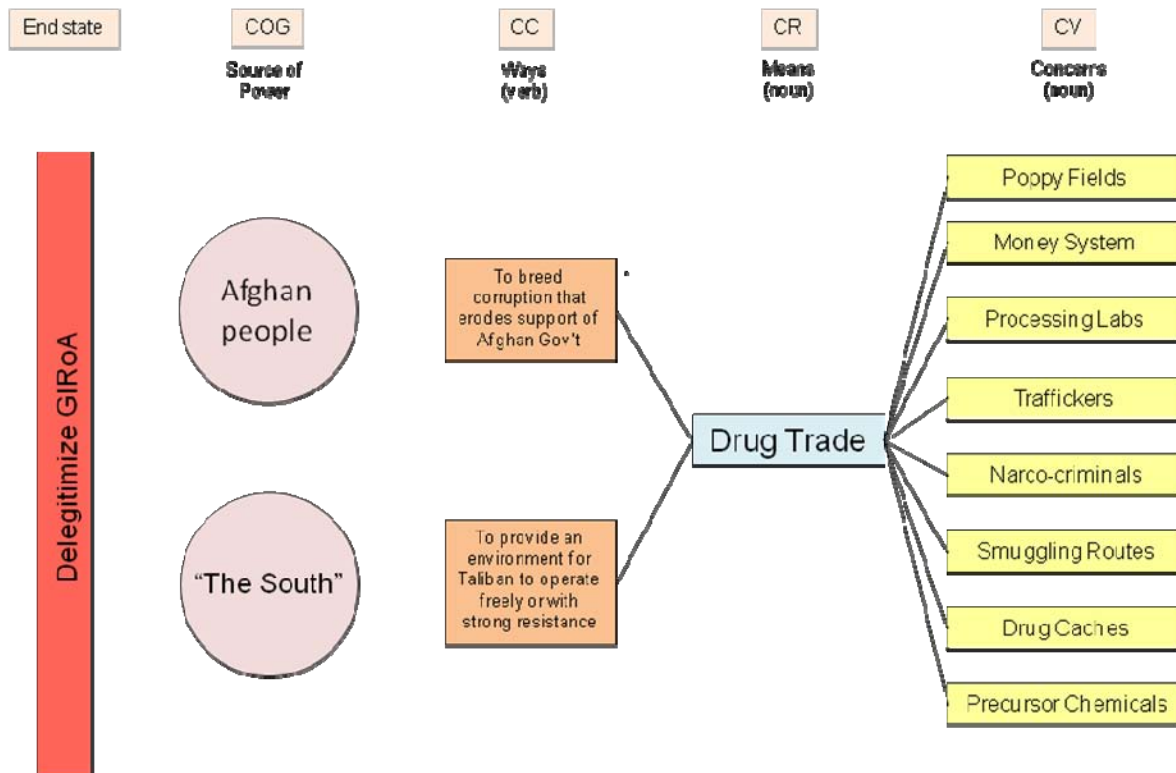 End state
COG
CC
CR
CV
Source of
Power
Ways
(verb)
Means
(noun)
Concerns
(noun)
Delegitimize GIRoA
Afghan
people
"The South"
To breed
corruption that
erodes support of
Afghan Gov't
To provide an
environment for
Taliban to operate
freely or with
strong resistance
Drug Trade
Poppy Fields
Money System
Processing Labs
Traffickers
Narco-criminals
Smuggling Routes
Drug Caches
Precursor Chemicals